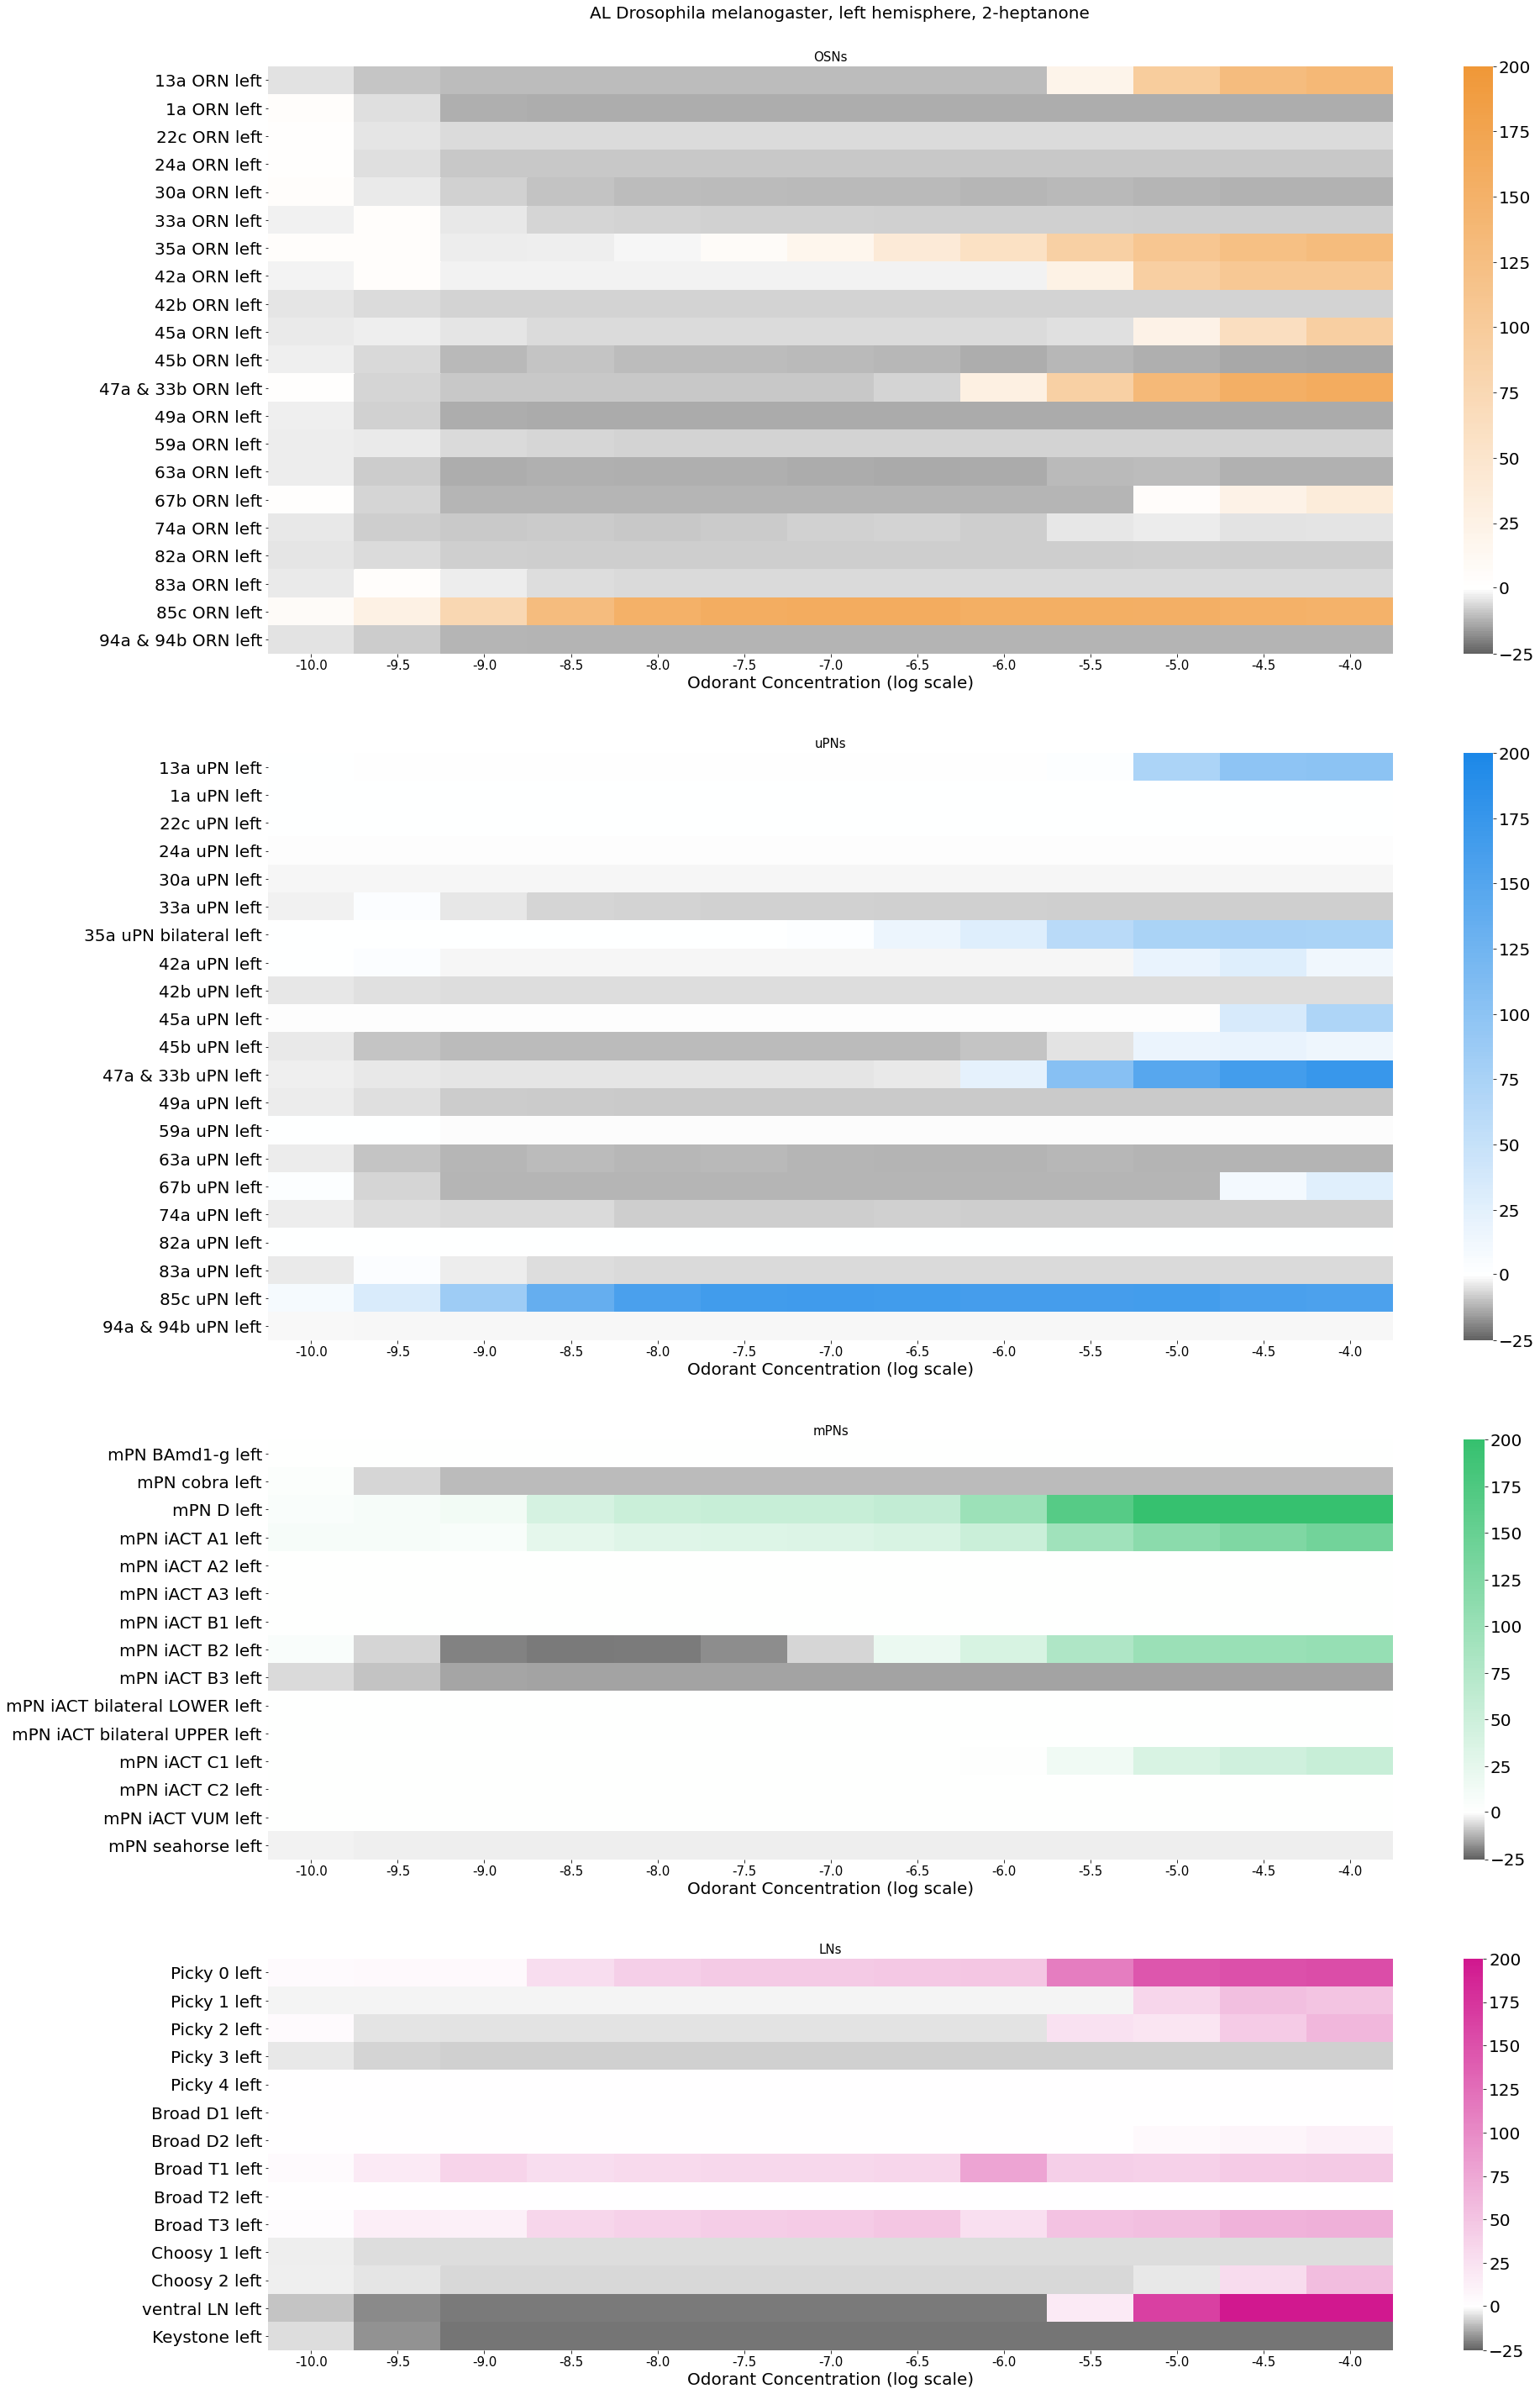 AL Drosophila melanogaster, left hemisphere, 2-heptanone
OSNs
13a ORN left
1a ORN left
22c ORN left
24a ORN left
30a ORN left
33a ORN left
35a ORN left
42a ORN left
42b ORN left
45a ORN left
45b ORN left
47a & 33b ORN left
49a ORN left
59a ORN left
63a ORN left
67b ORN left
74a ORN left
82a ORN left
83a ORN left
85c ORN left
94a & 94b ORN left
-10.0 -9.5 -9.0 -8.5 -8.0 -7.5 -7.0 -6.5 -6.0 -5.5 -5.0 -4.5 -4.0
Odorant Concentration (log scale)
200
175
150
125
100
75
50
25
0
−25
uPNs
13a uPN left
1a uPN left
22c uPN left
24a uPN left
30a uPN left
33a uPN left
35a uPN bilateral left
42a uPN left
42b uPN left
45a uPN left
45b uPN left
47a & 33b uPN left
49a uPN left
59a uPN left
63a uPN left
67b uPN left
74a uPN left
82a uPN left
83a uPN left
85c uPN left
94a & 94b uPN left
-10.0 -9.5 -9.0 -8.5 -8.0 -7.5 -7.0 -6.5 -6.0 -5.5 -5.0 -4.5 -4.0
Odorant Concentration (log scale)
200
175
150
125
100
75
50
25
0
−25
mPNs
mPN BAmd1-g left
mPN cobra left
mPN D left
mPN iACT A1 left
mPN iACT A2 left
mPN iACT A3 left
mPN iACT B1 left
mPN iACT B2 left
mPN iACT B3 left
mPN iACT bilateral LOWER left
mPN iACT bilateral UPPER left
mPN iACT C1 left
mPN iACT C2 left
mPN iACT VUM left
mPN seahorse left
-10.0 -9.5 -9.0 -8.5 -8.0 -7.5 -7.0 -6.5 -6.0 -5.5 -5.0 -4.5 -4.0
Odorant Concentration (log scale)
200
175
150
125
100
75
50
25
0
−25
LNs
Picky 0 left
Picky 1 left
Picky 2 left
Picky 3 left
Picky 4 left
Broad D1 left
Broad D2 left
Broad T1 left
Broad T2 left
Broad T3 left
Choosy 1 left
Choosy 2 left
ventral LN left
Keystone left
-10.0 -9.5 -9.0 -8.5 -8.0 -7.5 -7.0 -6.5 -6.0 -5.5 -5.0 -4.5 -4.0
Odorant Concentration (log scale)
200
175
150
125
100
75
50
25
0
−25